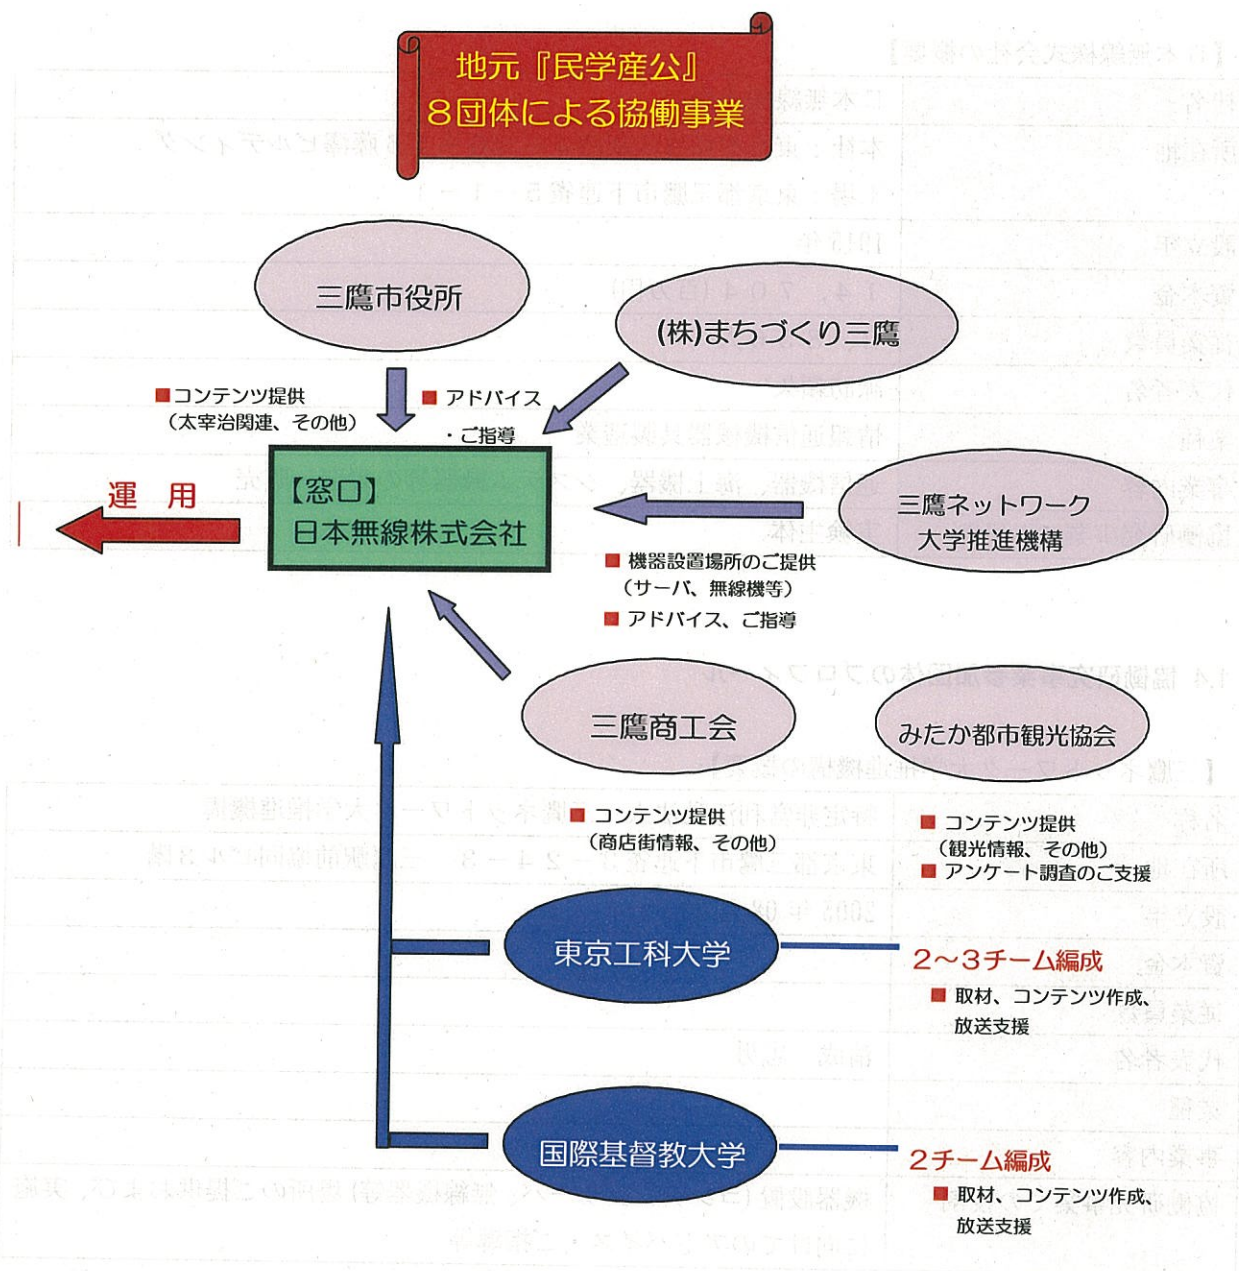 地元『民学産公』
８団体による協働事業
三鷹市役所
(株)まちづくり三鷹
■コンテンツ提供
（太宰治関連、その他）
■ アドバイス
・ご指導
運　用
【窓口】
日本無線株式会社
三鷹ネットワーク
大学推進機構
■ 機器設置場所のご提供
（サーバ、無線機等）
■ アドバイス、ご指導
三鷹商工会
みたか都市観光協会
■ コンテンツ提供
（商店街情報、その他）
■ コンテンツ提供
（観光情報、その他）
■ アンケート調査のご支援
東京工科大学
２～３チーム編成
■ 取材、コンテンツ作成、
放送支援
国際基督教大学
２チーム編成
■ 取材、コンテンツ作成、
放送支援